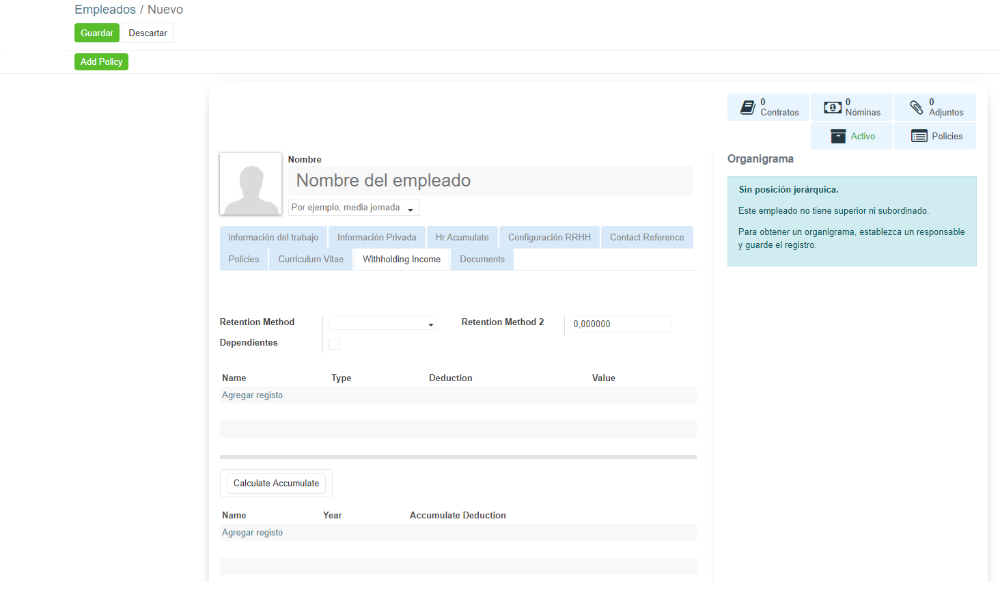 Empleados / Nuevo
Guardar Descartar
Add Policy
0 Contratos
0 Nóminas
0 Adjuntos
Activo
Policies
Nombre
Nombre del empleado
Por ejemplo, media jornada
Organigrama
Sin posición jerárquica.
Este empleado no tiene superior ni subordinado.
Para obtener un organigrama, establezca un responsable
y guarde el registro.
información del trabajo Información Privada Hr Acumulate Configuración RRHH Contact Reference
Policies Curriculum Vitae Withholding Income Documents
Retention Method Retention Method 2 0,000000
Dependientes
Name Type Deduction Value
Agregar registo
Calculate Accumulate
Name Year Accumulate Deduction
Agregar registo